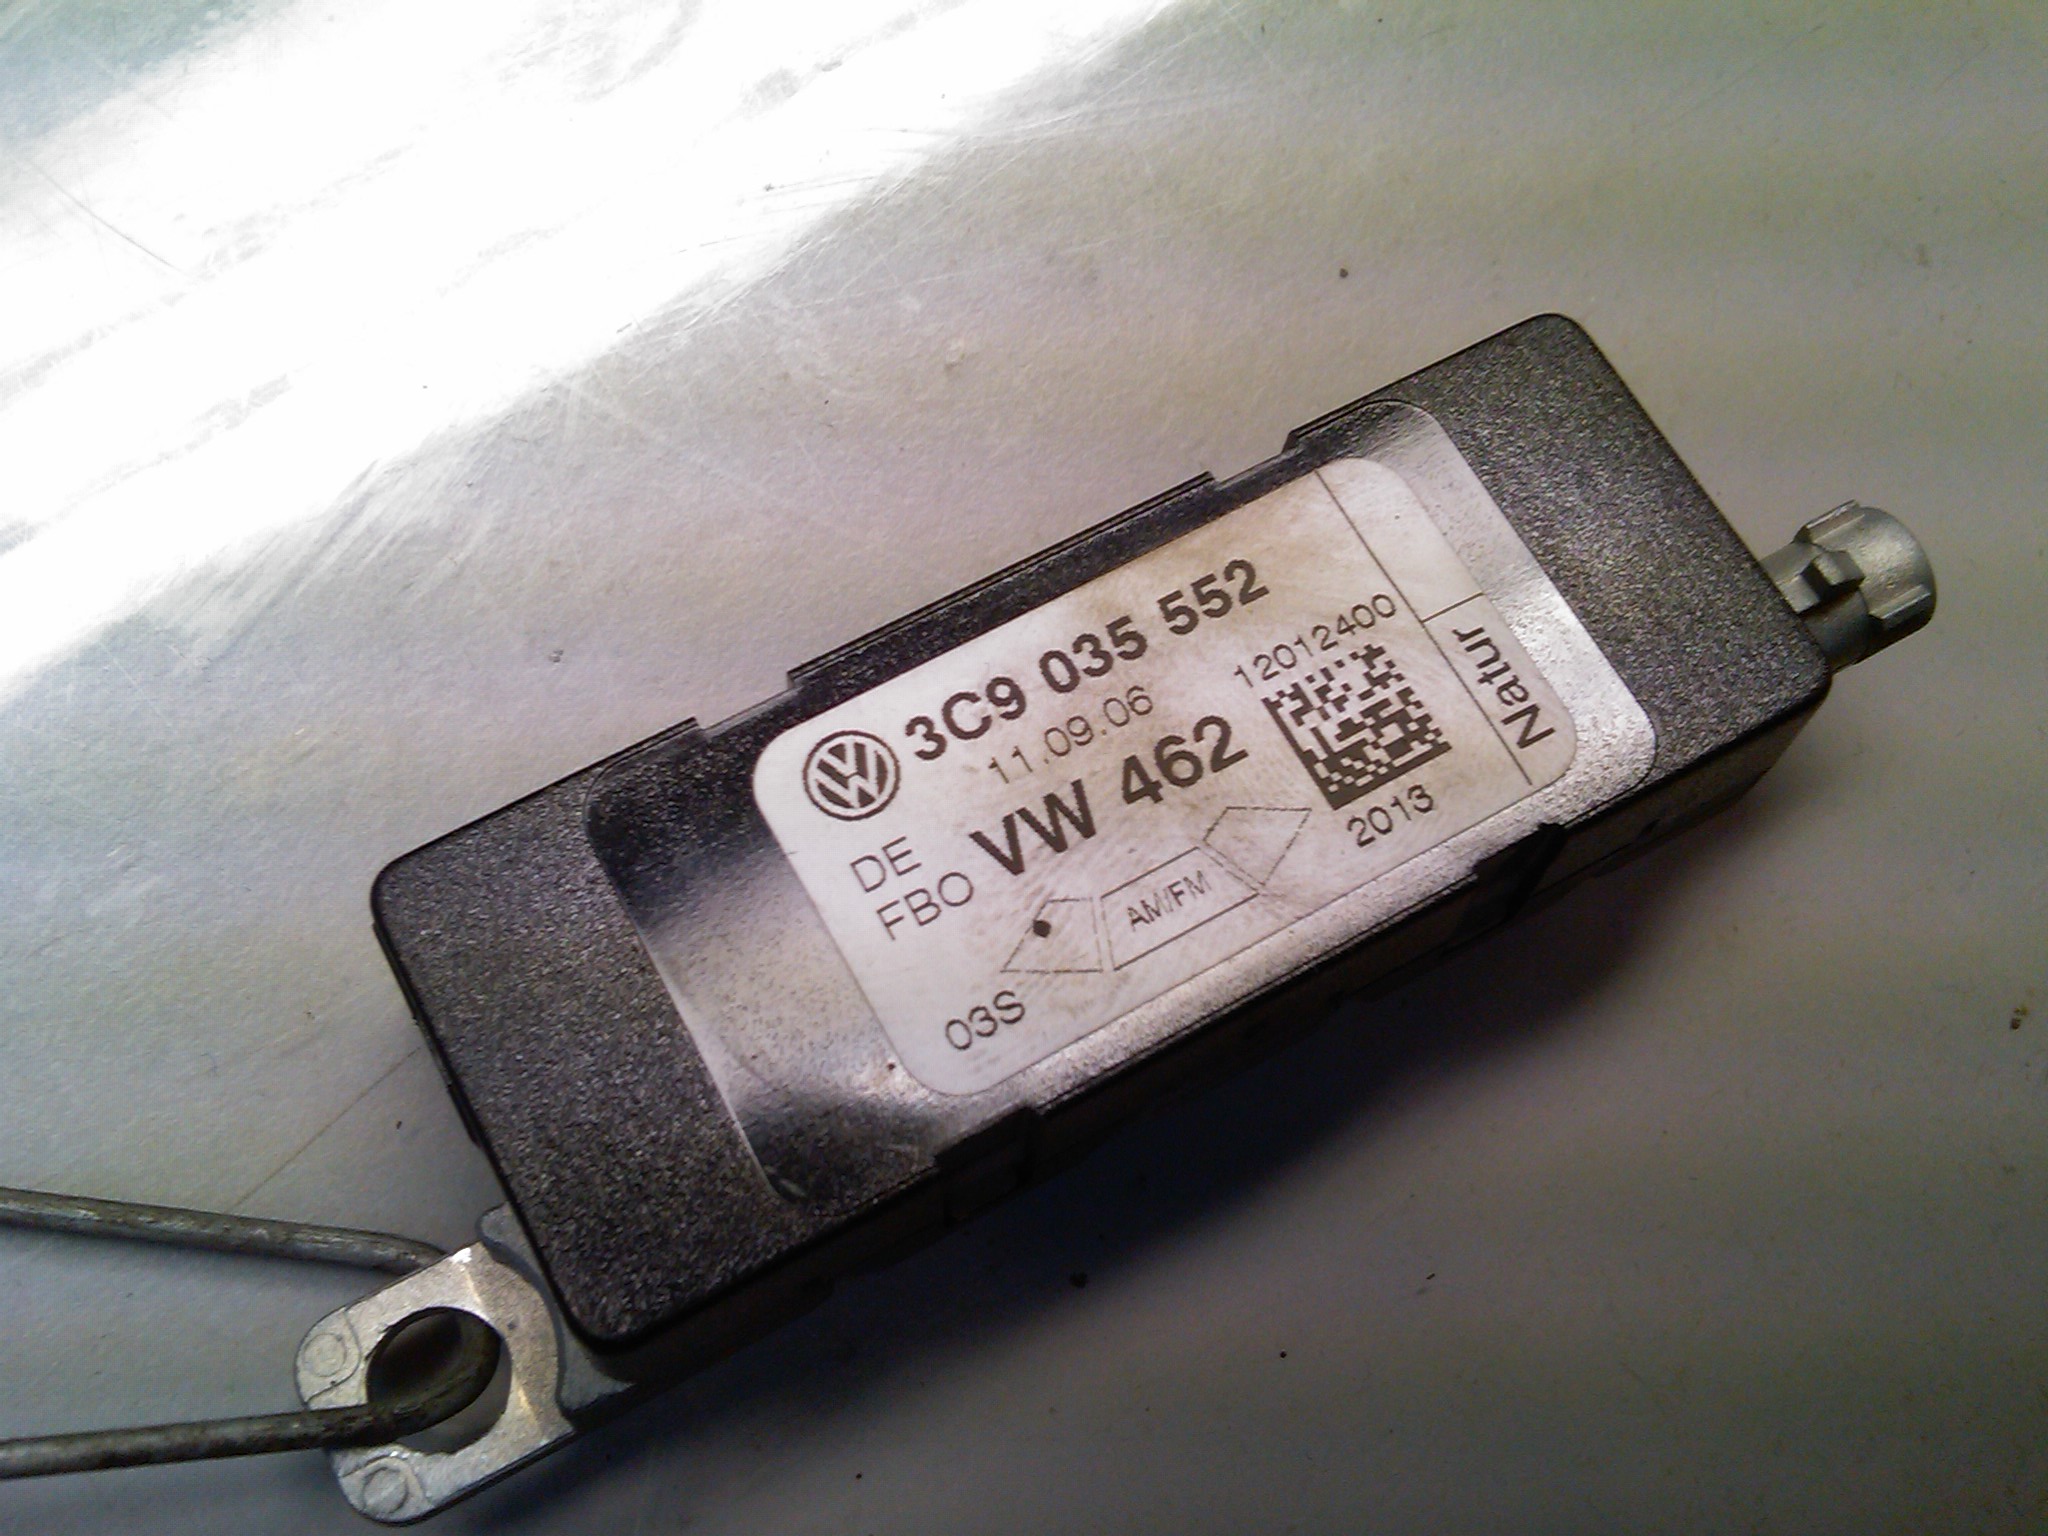 3C9 035 552
11.09.06
12012400
DE
FBO
VW 462
Natur
AM/FM
2013
03S